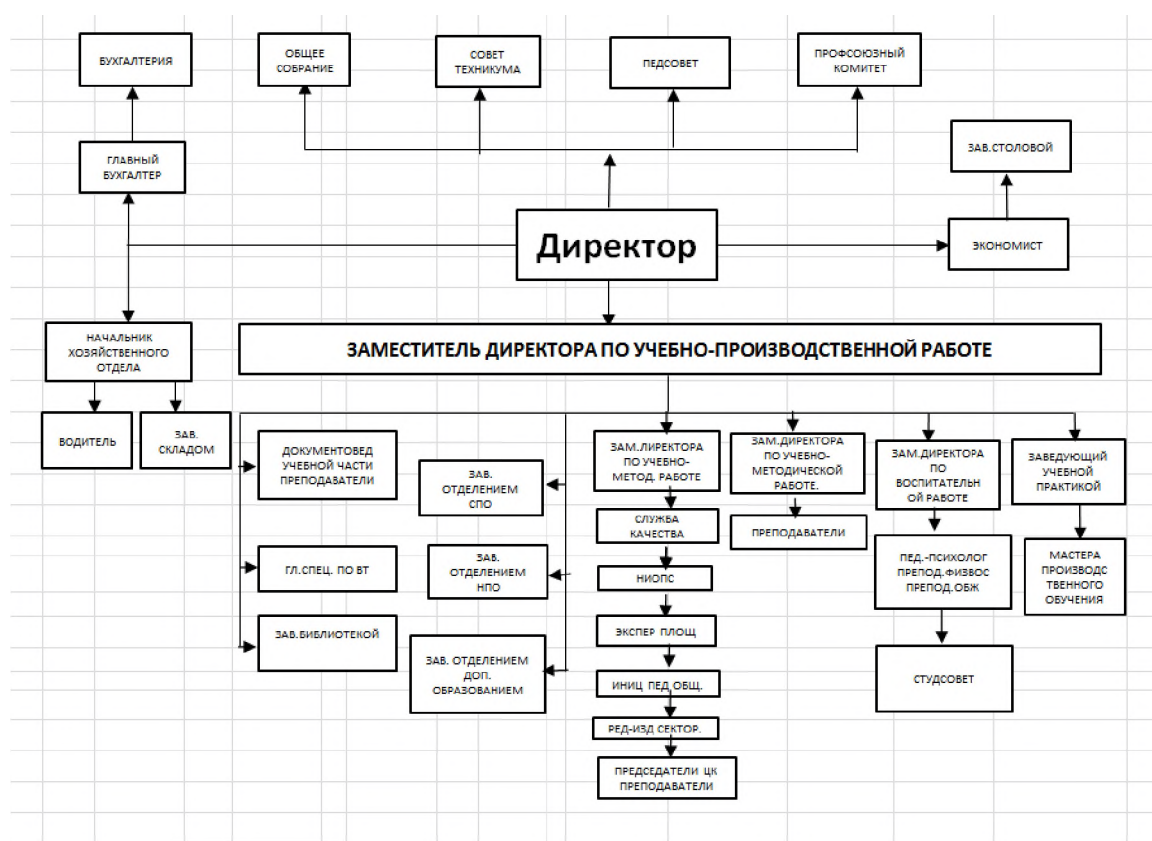 БУХГАЛТЕРИЯ
ОБЩЕЕ
СОБРАНИЕ
СОВЕТ
ТЕХНИКУМА
ПЕДСОВЕТ
ПРОФСОЮЗНЫЙ
КОМИТЕТ
ГЛАВНЫЙ
БУХГАЛТЕР
ЗАВ.СТОЛОВОЙ
Директор
ЭКОНОМИСТ
НАЧАЛЬНИК
ХОЗЯЙСТВЕННОГО
ОТДЕЛА
ЗАМЕСТИТЕЛЬ ДИРЕКТОРА ПО УЧЕБНО-ПРОИЗВОДСТВЕННОЙ РАБОТЕ
ВОДИТЕЛЬ
ЗАВ.
СКЛАДОМ
ДОКУМЕНТОВЕД
УЧЕБНОЙ ЧАСТИ
ПРЕПОДАВАТЕЛИ
ЗАВ.
ОТДЕЛЕНИЕМ
СПО
ЗАМ.ЛИРЕКТОРА
ПО УЧЕБНО-
МЕТОД. РАБОТЕ
ЗАМ.ДИРЕКТОРА
ПО УЧЕБНО-
МЕТОДИЧЕСКОЙ
РАБОТЕ.
ЗАМ.ДИРЕКТОРА
ПО
ВОСПИТАТЕЛЬН
ОЙ РАБОТЕ
ЗАВЕДУЮЩИЙ
УЧЕБНОЙ
ПРАКТИКОЙ
СЛУЖБА
КАЧЕСТВА
ПРЕПОДАВАТЕЛИ
ГЛ.СПЕЦ. ПО ВТ
ЗАВ.
ОТДЕЛЕНИЕМ
НПО
НИОПС
ПЕД.-ПСИХОЛОГ
ПРЕПОД.ФИЗВОС
ПРЕПОД.ОБЖ
МАСТЕРА
ПРОИЗВОДС
ТВЕННОГО
ОБУЧЕНИЯ
ЗАВ.БИБЛИОТЕКОЙ
ЗАВ. ОТДЕЛЕНИЕМ
ДОП.
ОБРАЗОВАНИЕМ
ЭКСПЕР ПЛОЩ
ИНИЦ ПЕД ОБЩ.
СТУДСОВЕТ
РЕД-ИЗД СЕКТОР.
ПРЕДСЕДАТЕЛИ ЦК
ПРЕПОДАВАТЕЛИ